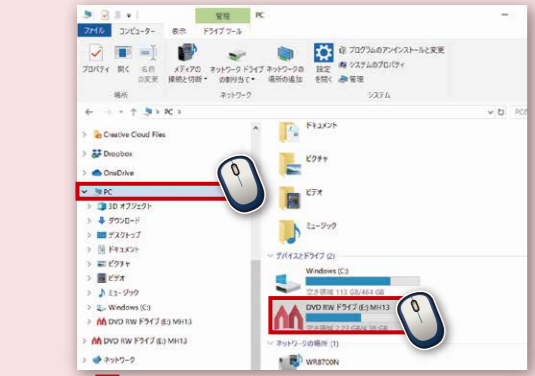 管理
PC
ファイル
コンピューター
表示
ドライブ ツール
プロパティ
開く
名前
の変更
メディアの
接続と切断
ネットワーク ドライブ
の割り当て
ネットワークの
場所の追加
設定
を開く
プログラムのアンインストールと変更
システムのプロパティ
管理
場所
ネットワーク
システム
PC
Creative Cloud Files
Dropbox
OneDrive
PC
3D オブジェクト
ダウンロード
デスクトップ
ドキュメント
ピクチャ
ビデオ
ミュージック
Windows (C:)
DVD RW ドライブ (E:) MH13
DVD RW ドライブ (E:) MH13
ネットワーク
ドキュメント
ピクチャ
ビデオ
ミュージック
デバイスとドライブ (2)
Windows (C:)
空き領域 113 GB/464 GB
DVD RW ドライブ (E:) MH13
空き領域 2.23 GB/4.38 GB
ネットワークの場所 (1)
WR8700N